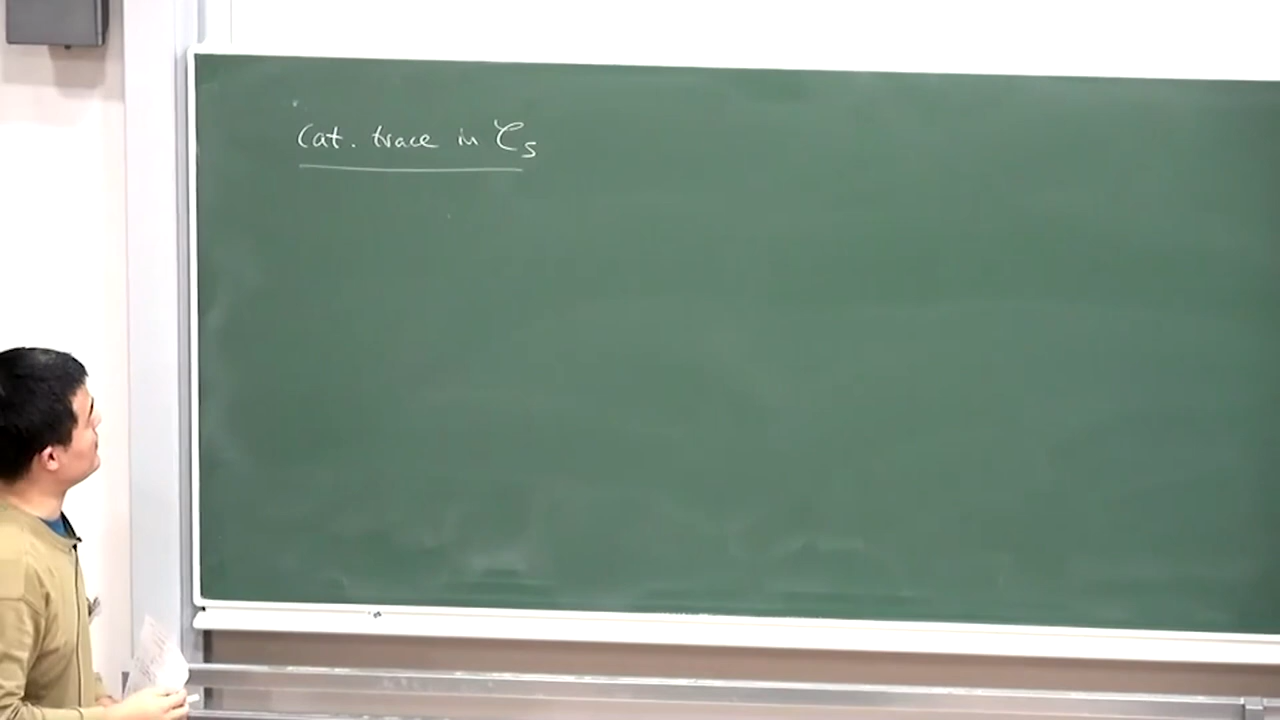 Cat. trace in 𝒞_S